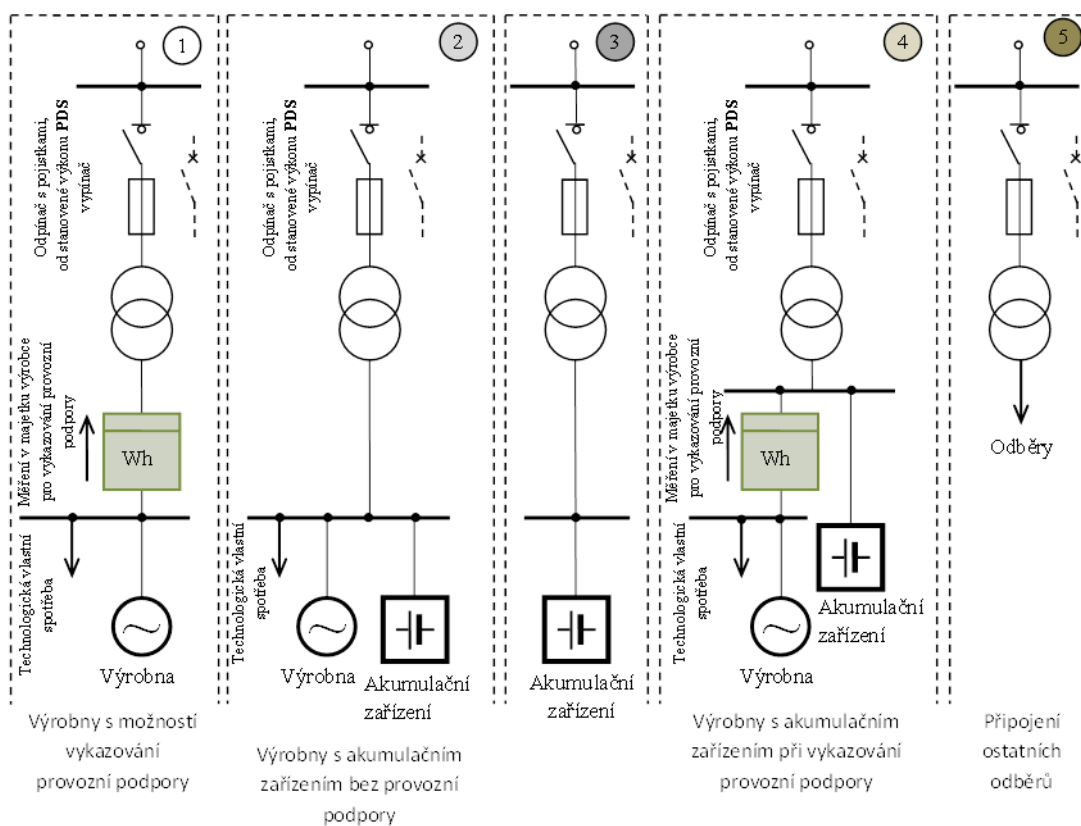 1
Odpínač s pojistkami,
od stanovené výkonu PDS
vypínač
Měření v majetku výrobce
pro vykazování provozní
podpory
Wh
Technologická vlastní
spotřeba
Výrobna
Výrobny s možností
vykazování
provozní podpory
2
Odpínač s pojistkami,
od stanovené výkonu PDS
vypínač
Technologická vlastní
spotřeba
Výrobna
Akumulační
zařízení
Výrobny s akumulačním
zařízením bez provozní
podpory
3
Akumulační
zařízení
4
Odpínač s pojistkami,
od stanovené výkonu PDS
vypínač
Měření v majetku výrobce
pro vykazování provozní
podpory
Wh
Technologická vlastní
spotřeba
Akumulační
zařízení
Výrobna
Výrobny s akumulačním
zařízením při vykazování
provozní podpory
5
Odběry
Připojení
ostatních
odběrů